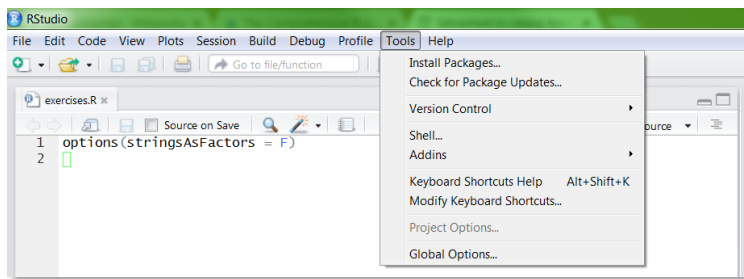 RStudio
File Edit Code View Plots Session Build Debug Profile Tools Help
Go to file/function
Install Packages...
Check for Package Updates...
exercises.R
Version Control
Source on Save
ource
Shell...
1 options(stringsAsFactors = F)
Addins
2
Keyboard Shortcuts Help Alt+Shift+K
Modify Keyboard Shortcuts...
Project Options...
Global Options...